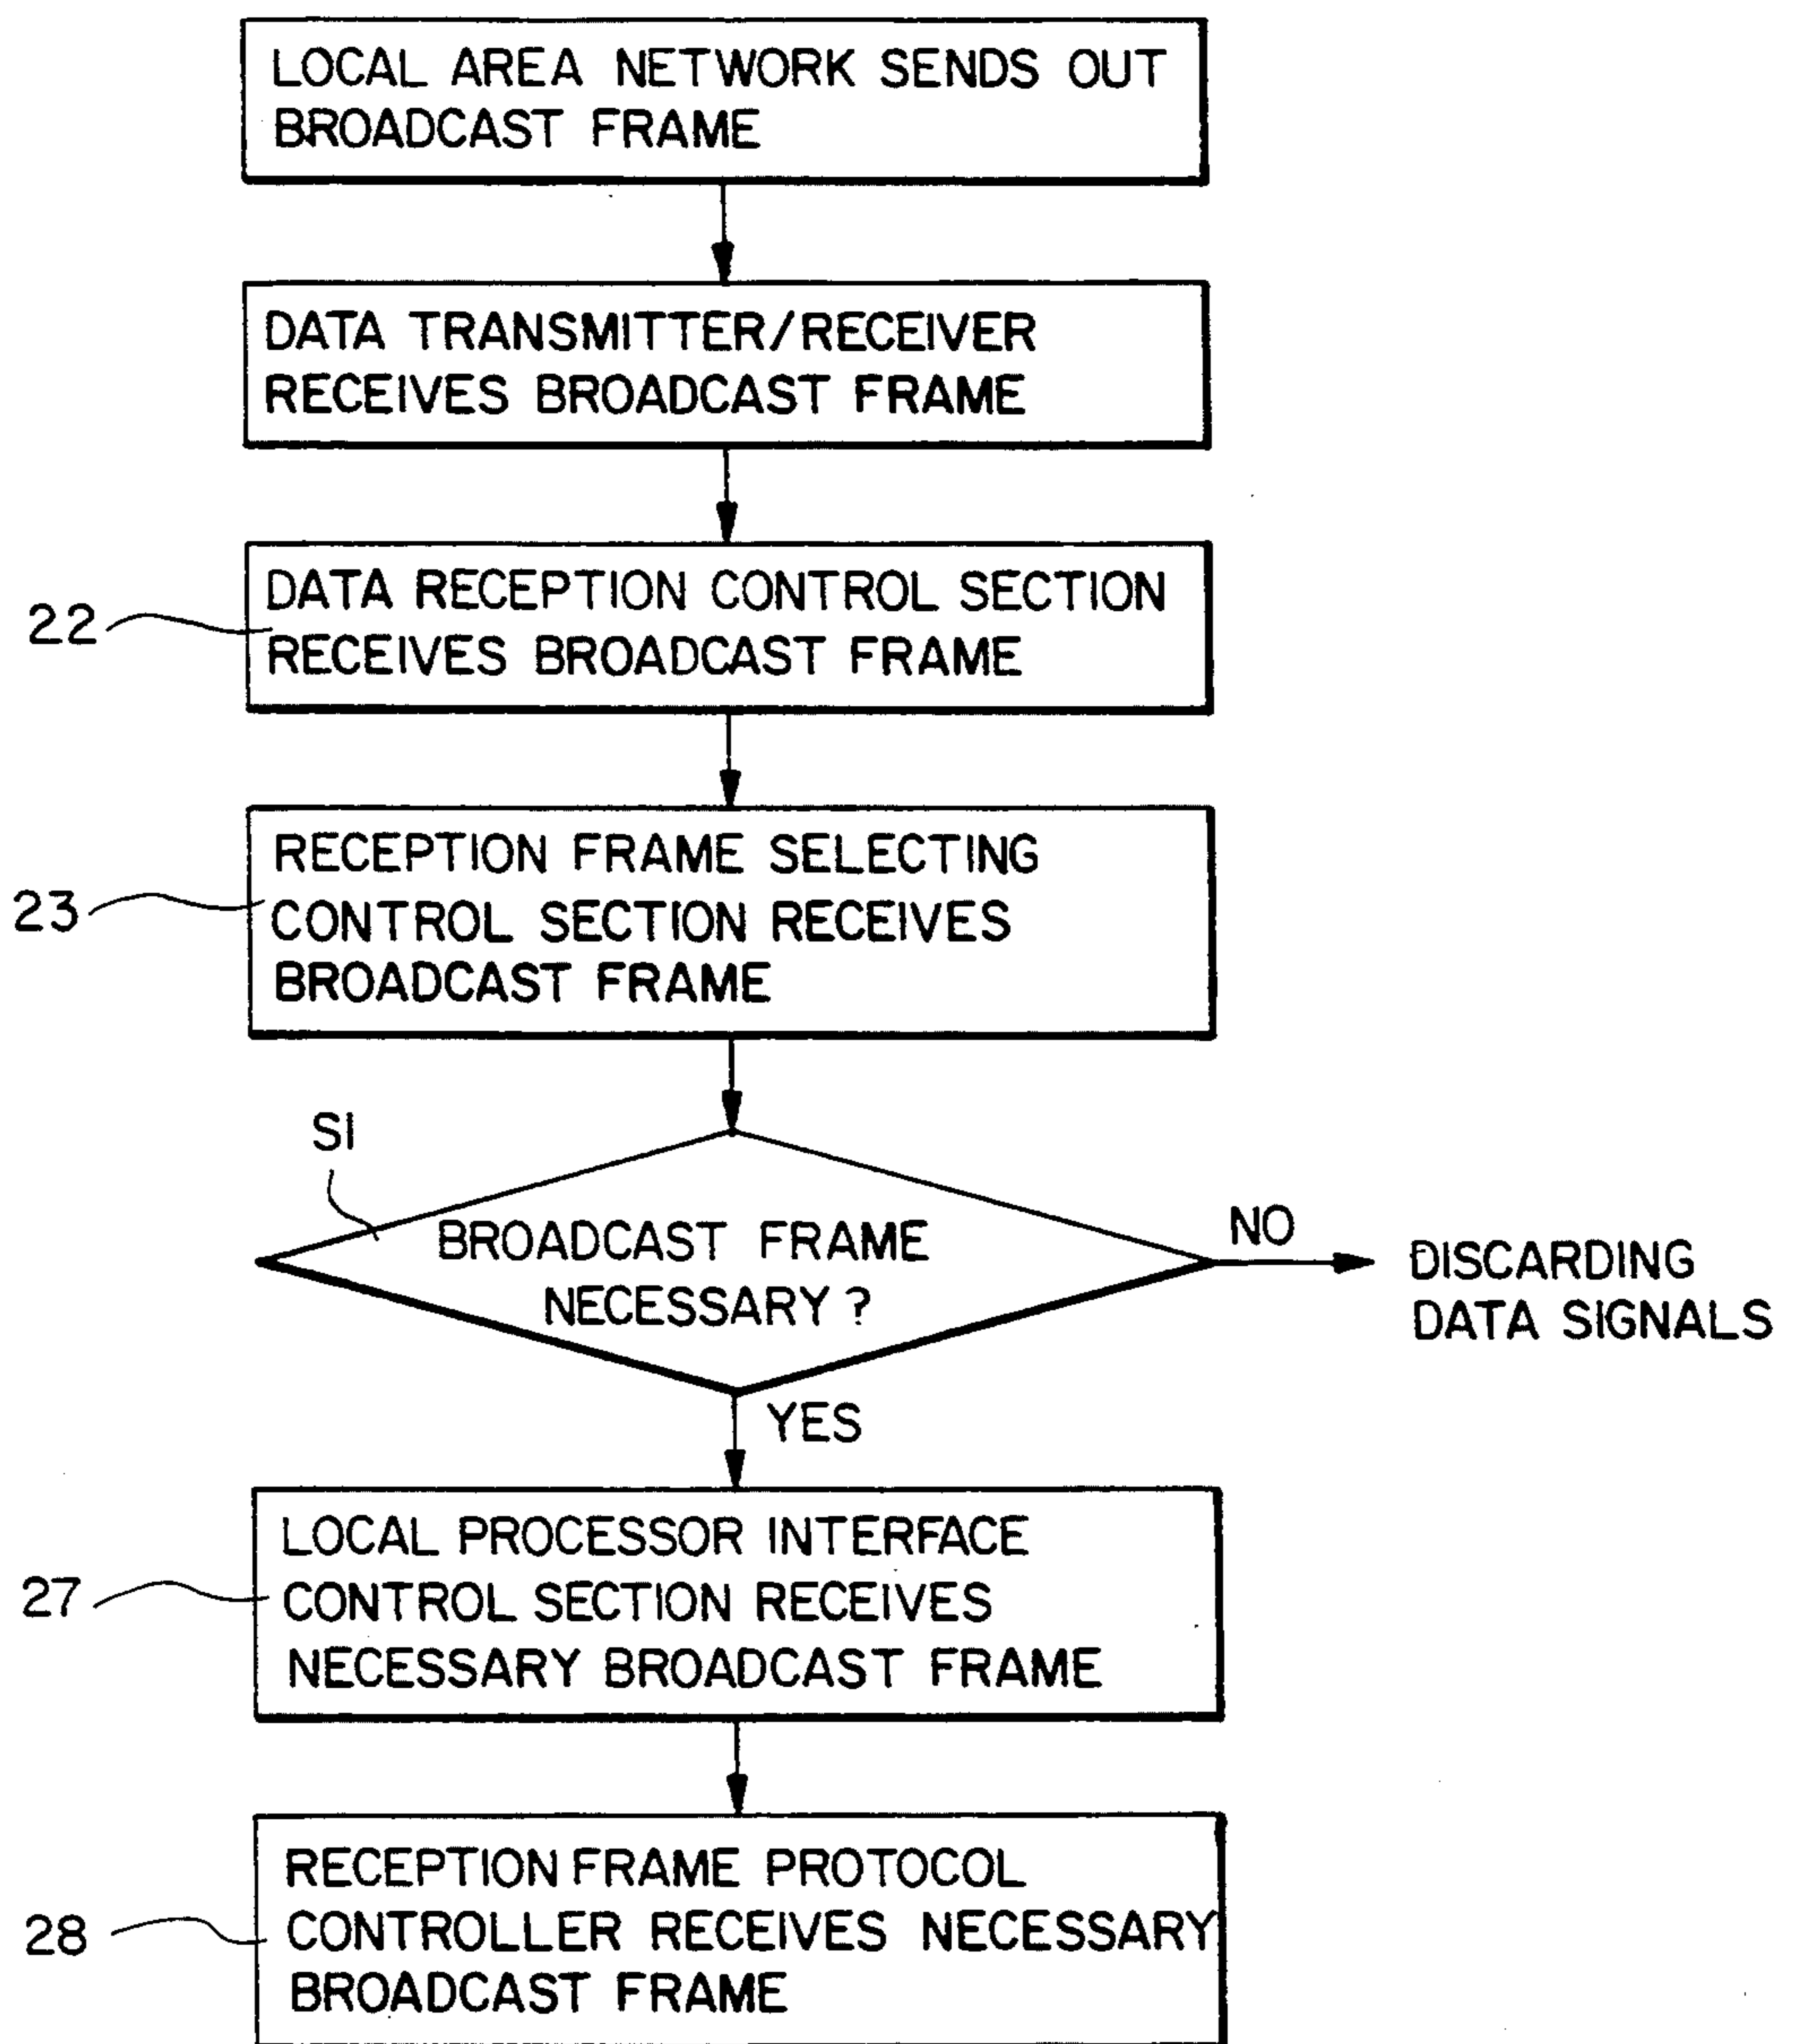 LOCAL AREA NETWORK SENDS OUT
BROADCAST FRAME
DATA TRANSMITTER/RECEIVER
RECEIVES BROADCAST FRAME
22
DATA RECEPTION CONTROL SECTION
RECEIVES BROADCAST FRAME
23
RECEPTION FRAME SELECTING
CONTROL SECTION RECEIVES
BROADCAST FRAME
S1
BROADCAST FRAME
NECESSARY ?
NO
DISCARDING
DATA SIGNALS
YES
27
LOCAL PROCESSOR INTERFACE
CONTROL SECTION RECEIVES
NECESSARY BROADCAST FRAME
28
RECEPTION FRAME PROTOCOL
CONTROLLER RECEIVES NECESSARY
BROADCAST FRAME